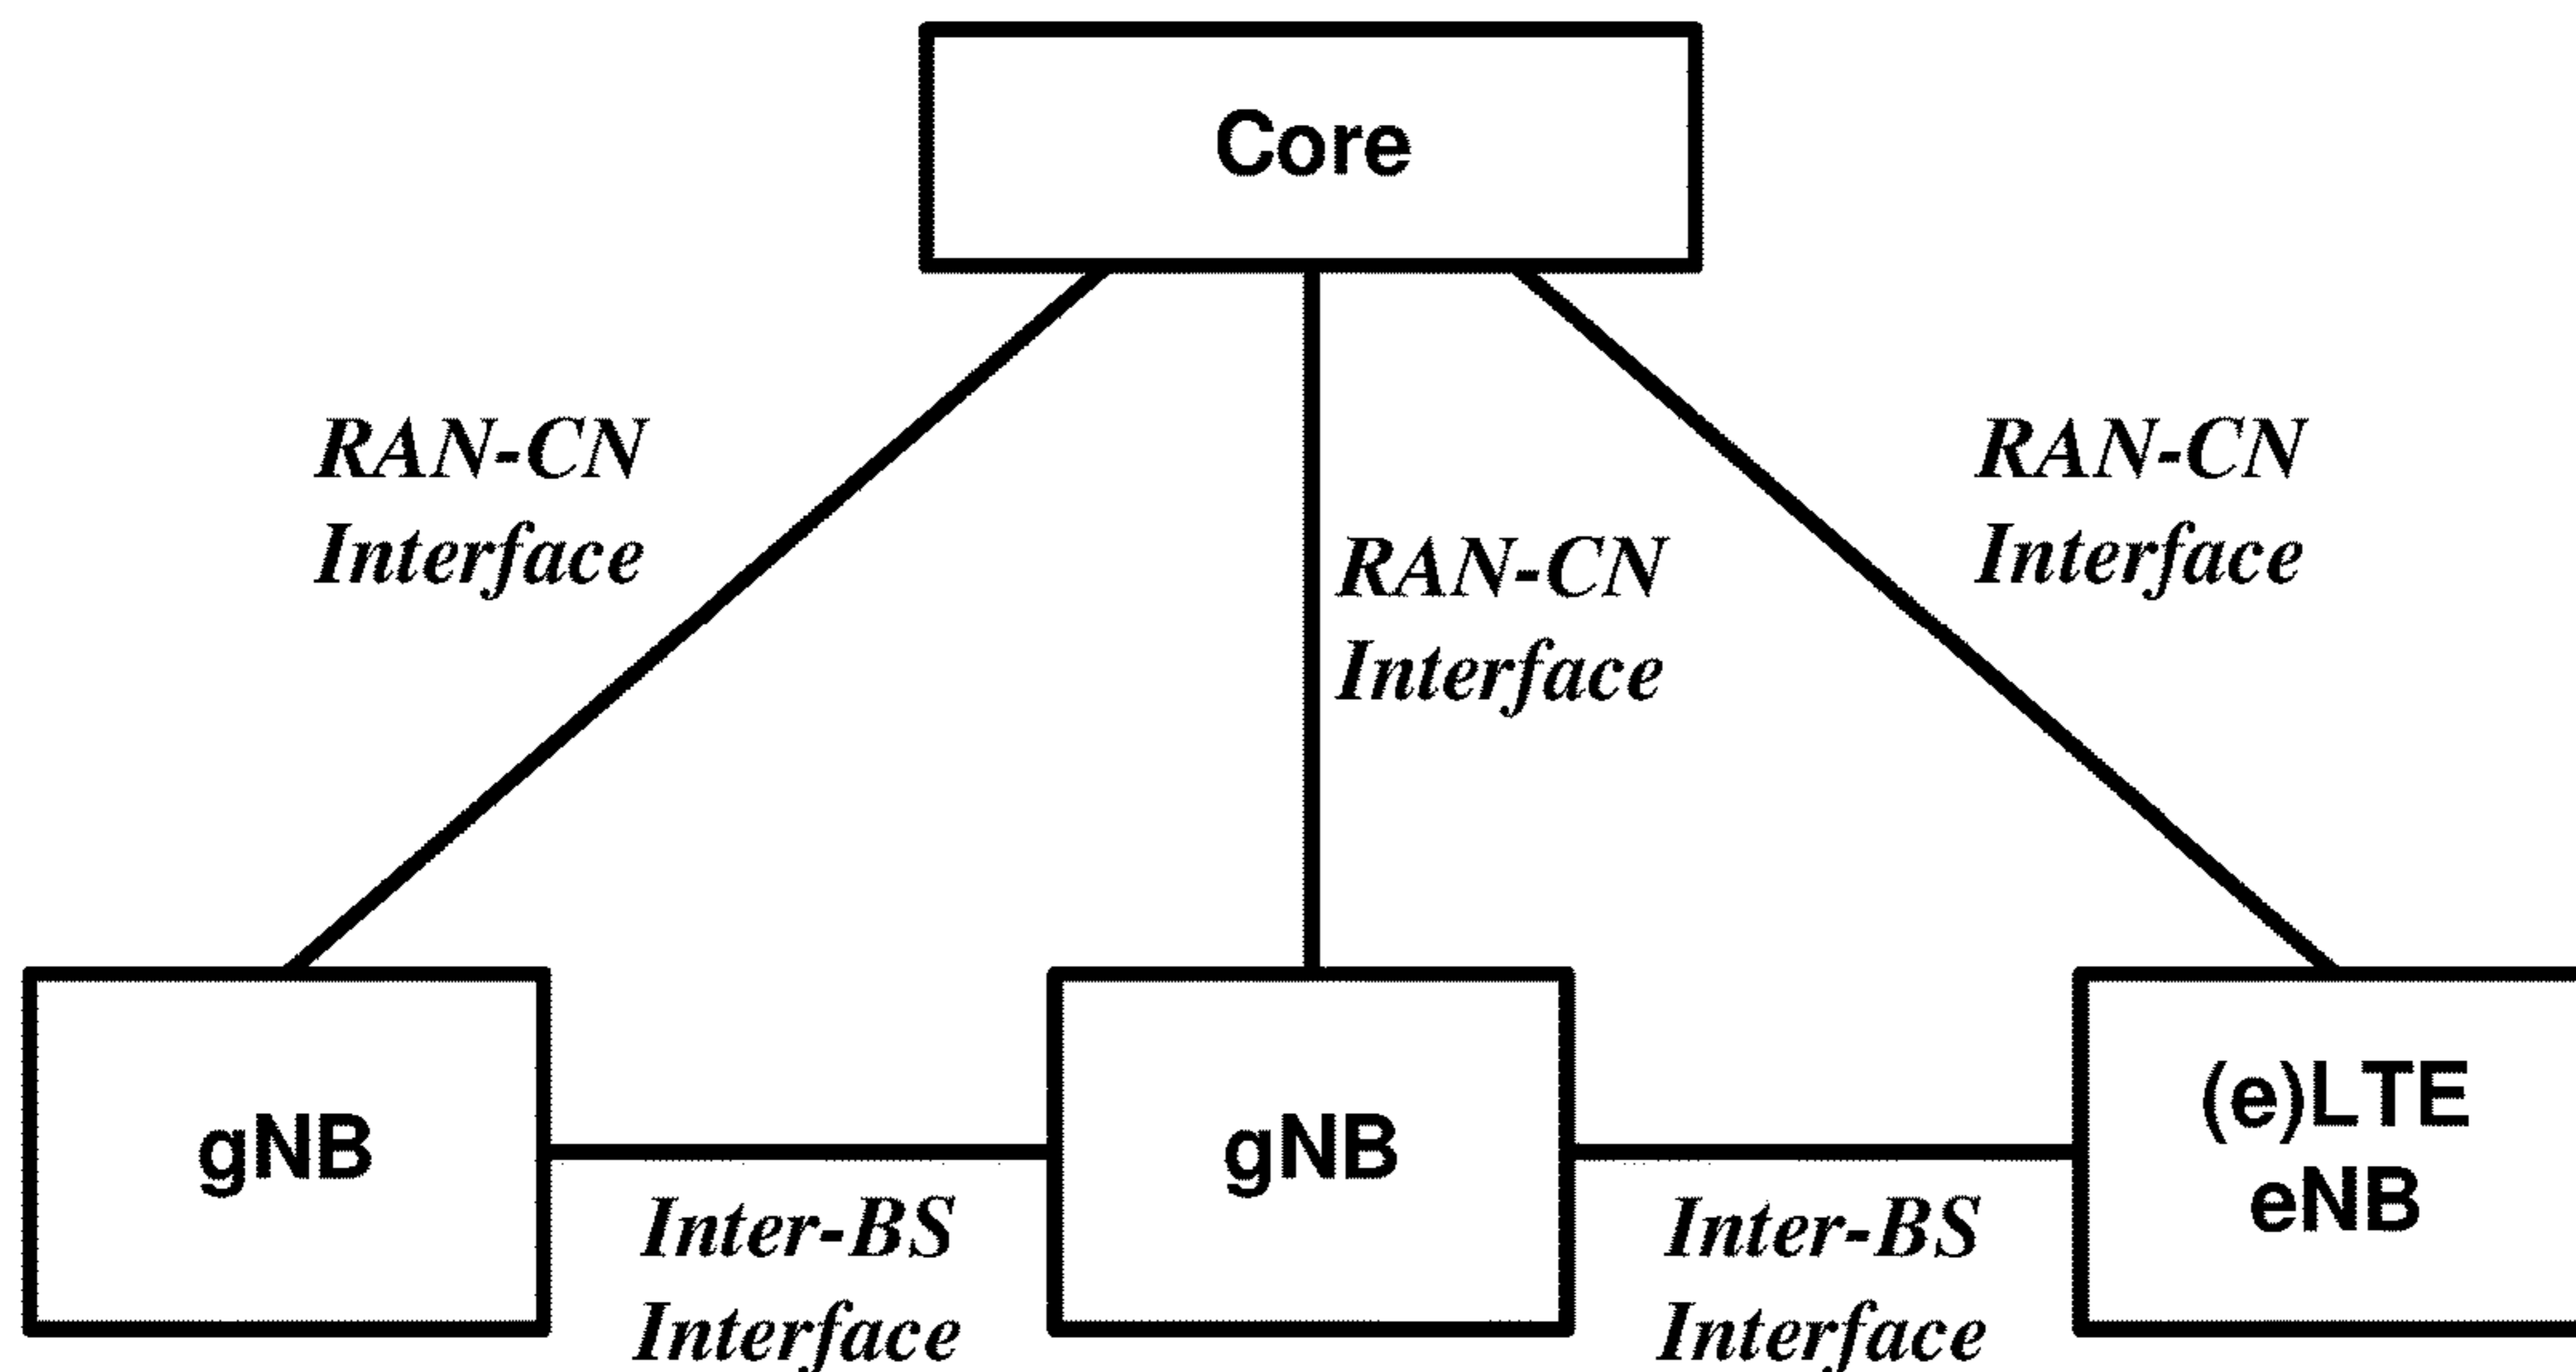 Core
RAN-CN
Interface
RAN-CN
Interface
RAN-CN
Interface
gNB
gNB
(e)LTE
eNB
Inter-BS
Interface
Inter-BS
Interface